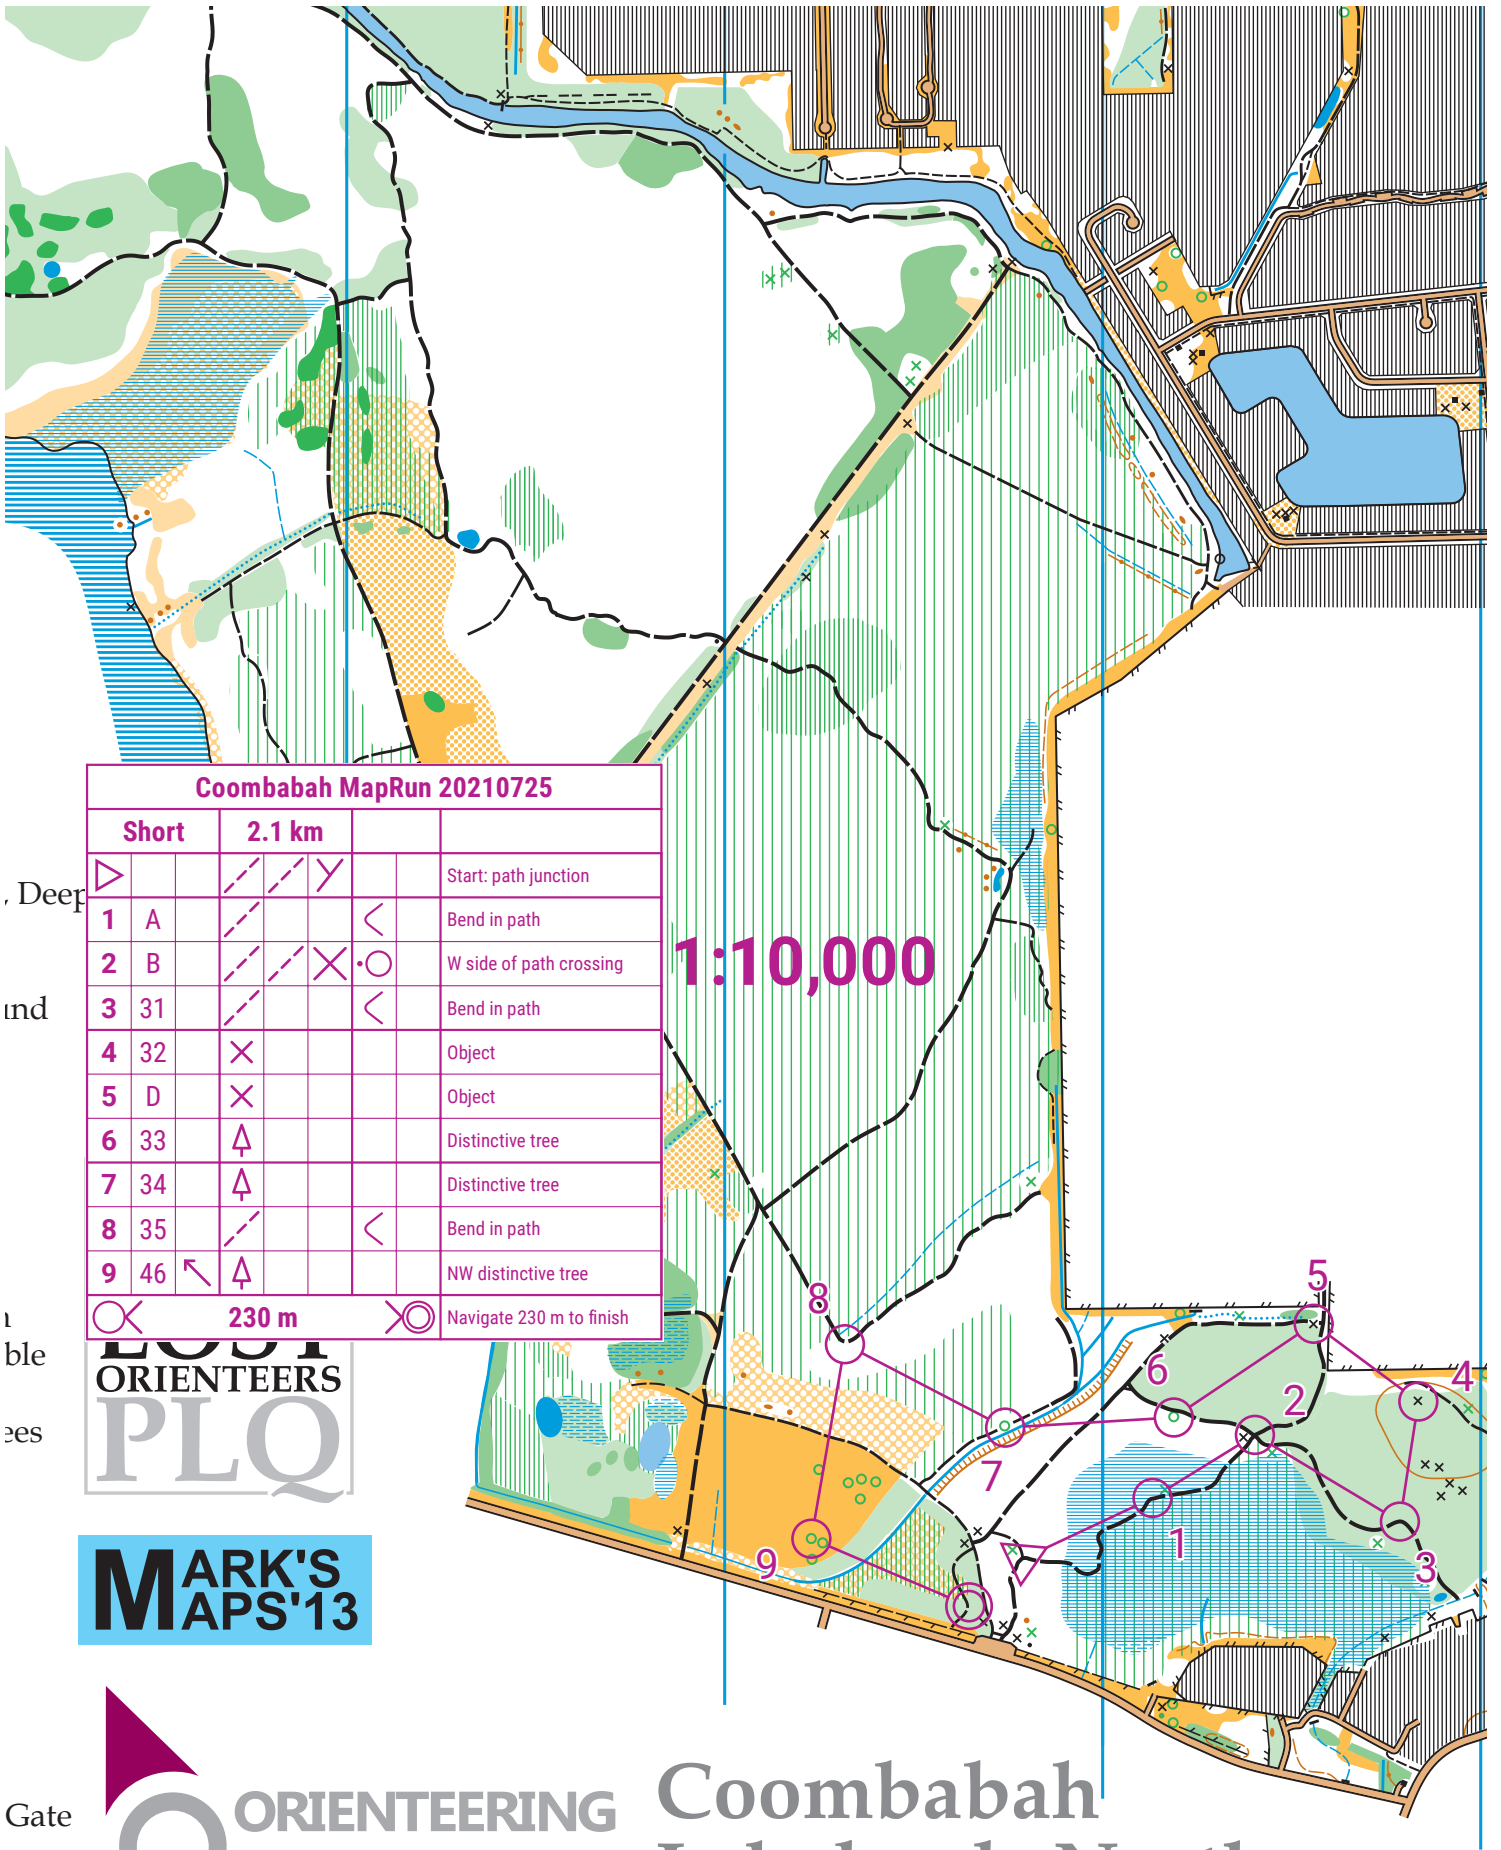 Coombabah MapRun 20210725
Short 2.1 km
Start: path junction
1 A Bend in path
2 B W side of path crossing
3 31 Bend in path
4 32 Object
5 D Object
6 33 Distinctive tree
7 34 Distinctive tree
8 35 Bend in path
9 46 NW distinctive tree
230 m Navigate 230 m to finish
, Deep
ble
ees
Gate
1:10,000
8
5
6
4
2
7
1
3
9
LOST
ORIENTEERS
PLQ
MARK'S
MAPS'13
ORIENTEERING
Coombabah